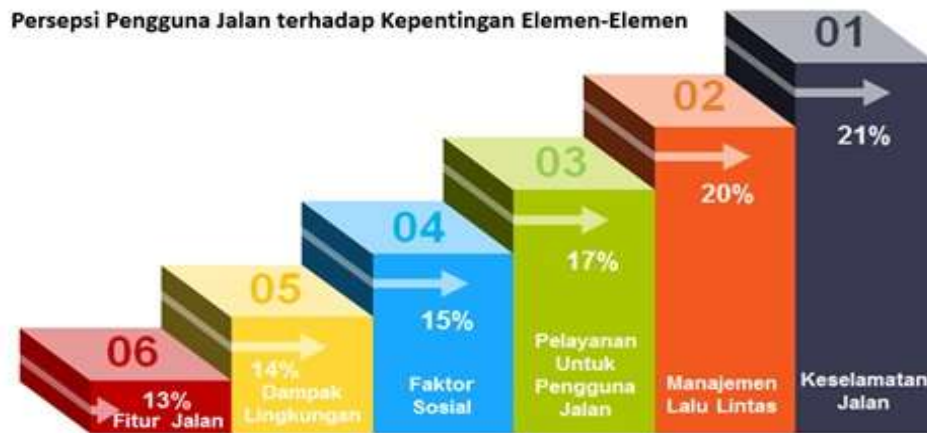 Persepsi Pengguna Jalan terhadap Kepentingan Elemen-Elemen
01
21%
Keselamatan
Jalan
02
20%
Manajemen
Lalu Lintas
03
17%
Pelayanan
Untuk
Pengguna
Jalan
04
15%
Faktor
Sosial
05
14%
Dampak
Lingkungan
06
13%
Fitur Jalan